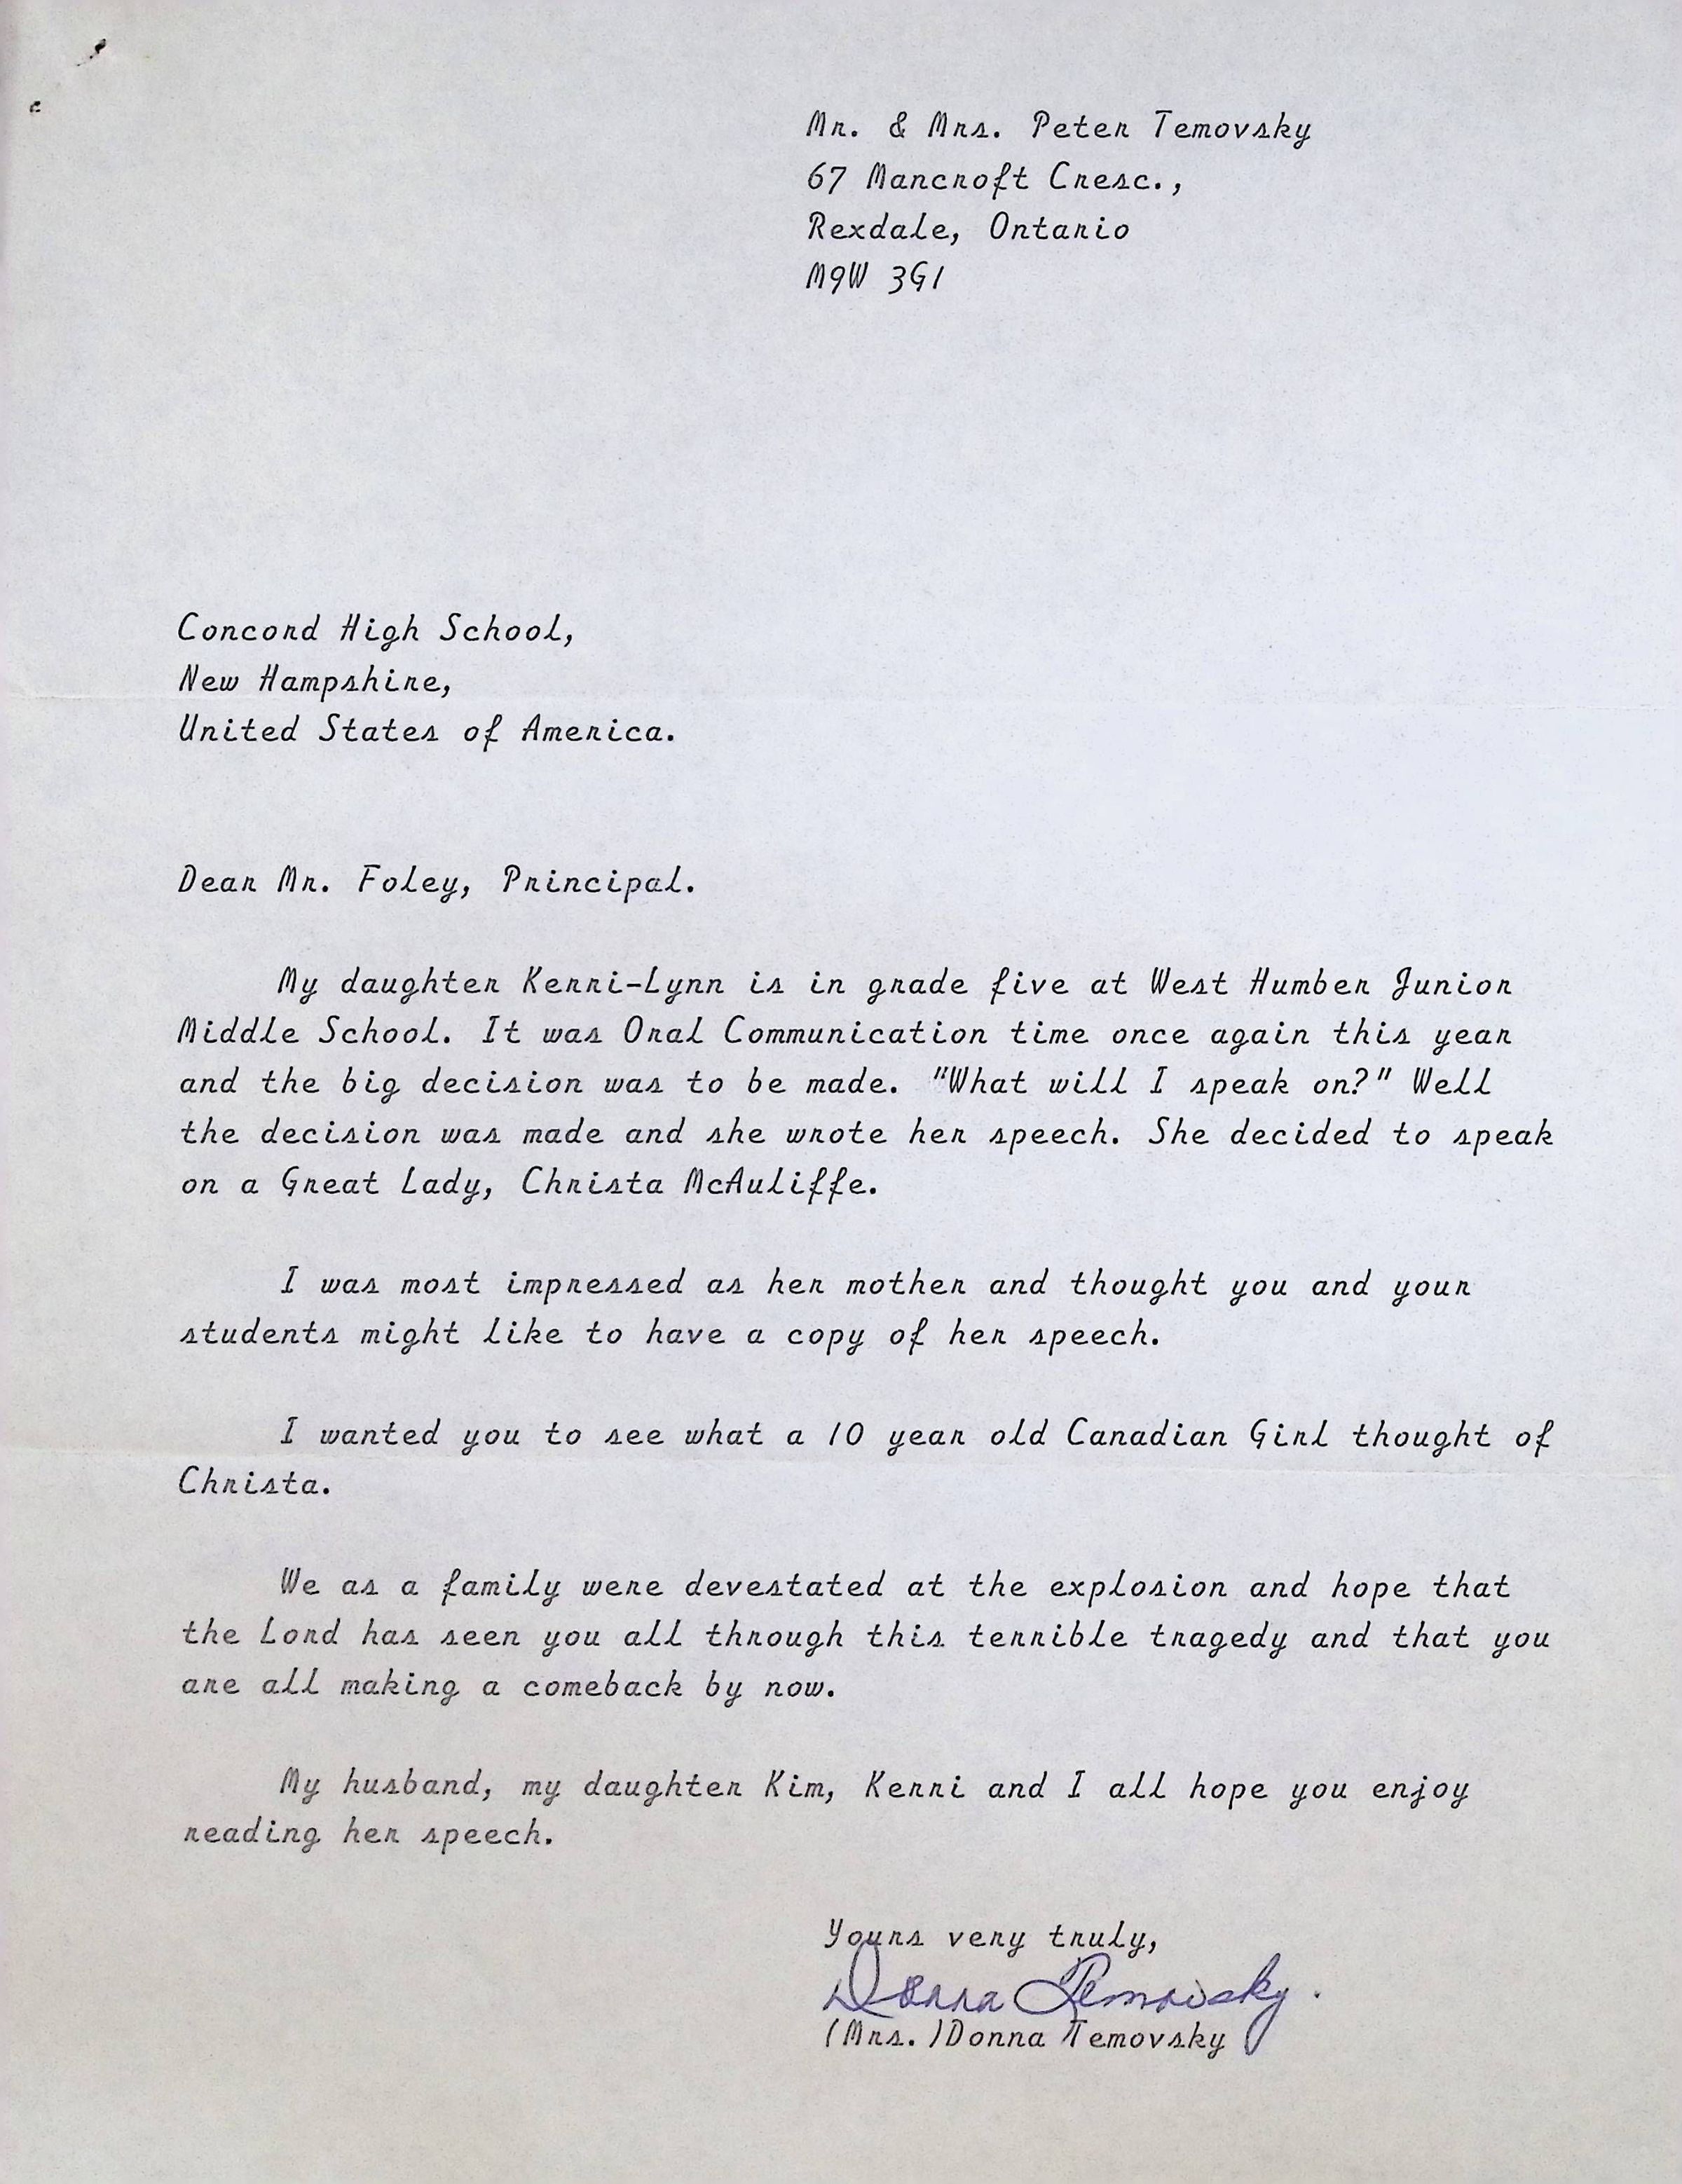 Mr. & Mrs. Peter Temovsky
67 Mancroft Cresc.,
Rexdale, Ontario
M9W 3G1
Concord High School,
New Hampshire,
United States of America.
Dear Mr. Foley, Principal.
My daughter Kerri-Lynn is in grade five at West Humber Junior
Middle School. It was Oral Communication time once again this year
and the big decision was to be made. "What will I speak on?" Well
the decision was made and she wrote her speech. She decided to speak
on a Great Lady, Christa McAuliffe.
I was most impressed as her mother and thought you and your
students might like to have a copy of her speech.
I wanted you to see what a 10 year old Canadian Girl thought of
Christa.
We as a family were devestated at the explosion and hope that
the Lord has seen you all through this terrible tragedy and that you
are all making a comeback by now.
My husband, my daughter Kim, Kerri and I all hope you enjoy
reading her speech.
Yours very truly,
Donna Temovsky.
(Mrs.)Donna Temovsky